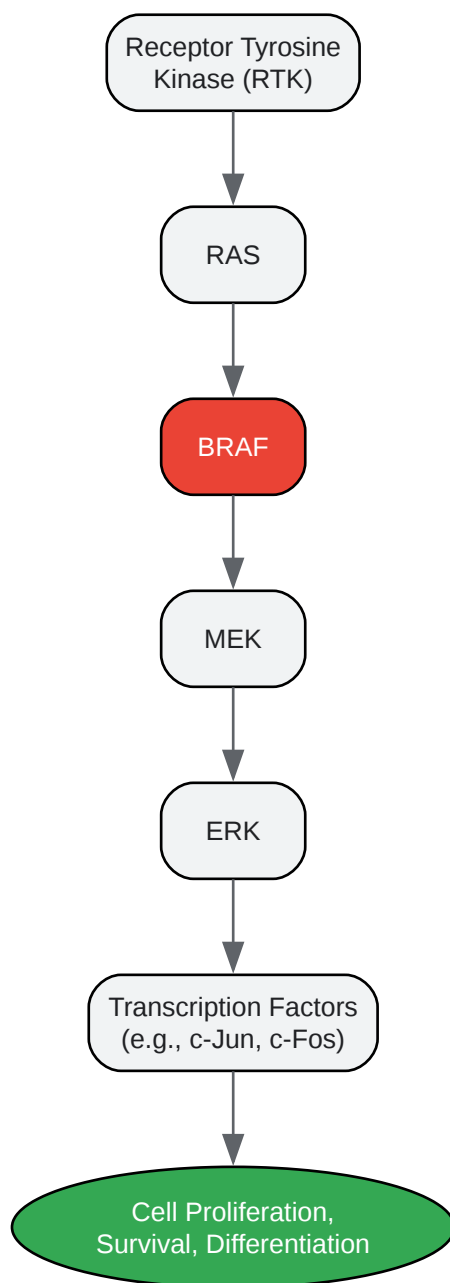 Receptor Tyrosine
Kinase (RTK)
RAS
BRAF
MEK
ERK
Transcription Factors
(e.g., c-Jun, c-Fos)
Cell Proliferation,
Survival, Differentiation